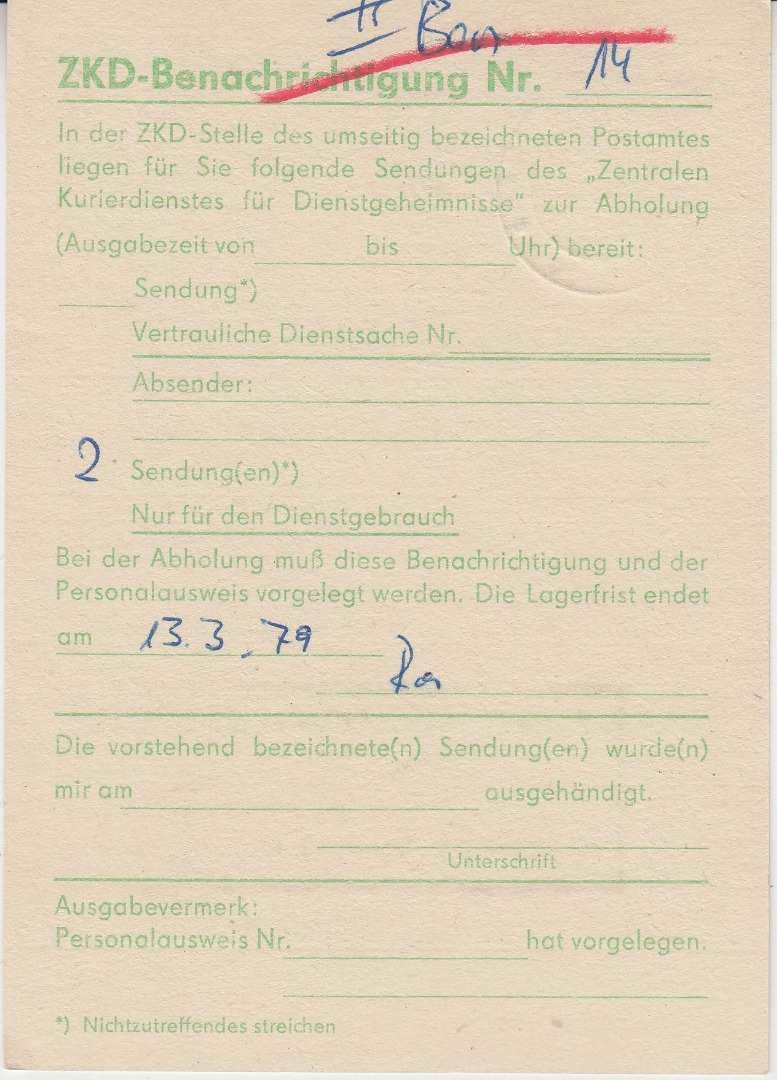 II
ZKD-Benachrichtigung Nr. 14
In der ZKD-Stelle des umseitig bezeichneten Postamtes
liegen für Sie folgende Sendungen des „Zentralen
Kurierdienstes für Dienstgeheimnisse“ zur Abholung
(Ausgabezeit von bis Uhr) bereit:
Sendung*)
Vertrauliche Dienstsache Nr.
Absender:
2 Sendung(en)*)
Nur für den Dienstgebrauch
Bei der Abholung muß diese Benachrichtigung und der
Personalausweis vorgelegt werden. Die Lagerfrist endet
am 13.3.79
Die vorstehend bezeichnete(n) Sendung(en) wurde(n)
mir am ausgehändigt.
Unterschrift
Ausgabevermerk:
Personalausweis Nr. hat vorgelegen.
*) Nichtzutreffendes streichen